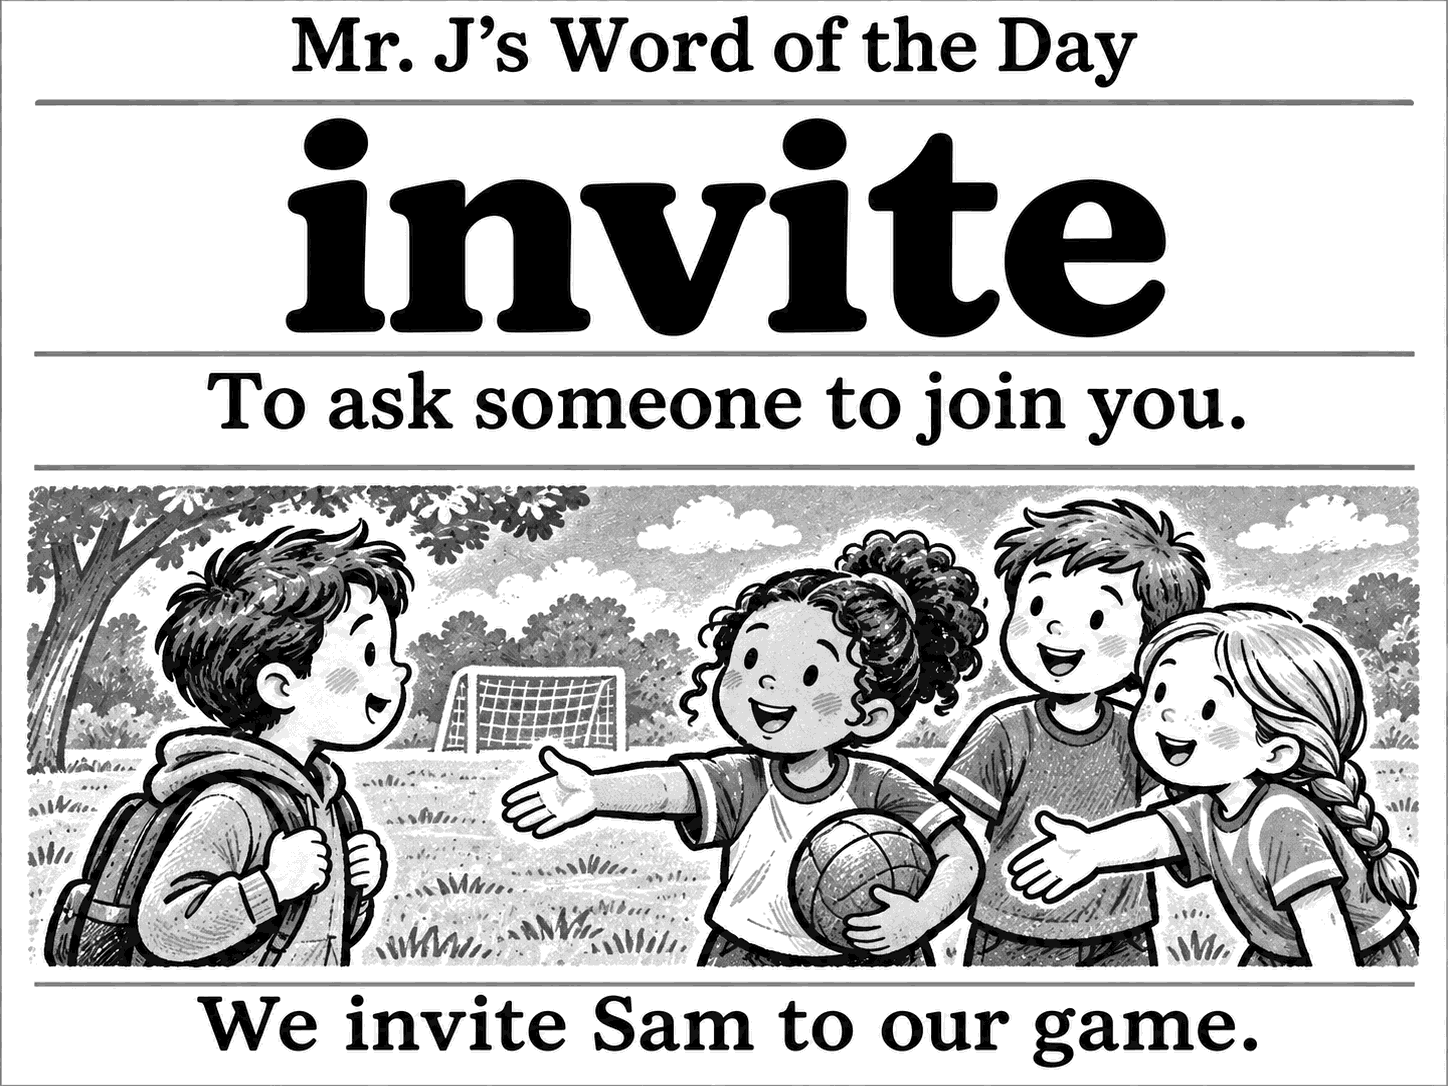 Mr. J’s Word of the Day
invite
To ask someone to join you.
We invite Sam to our game.